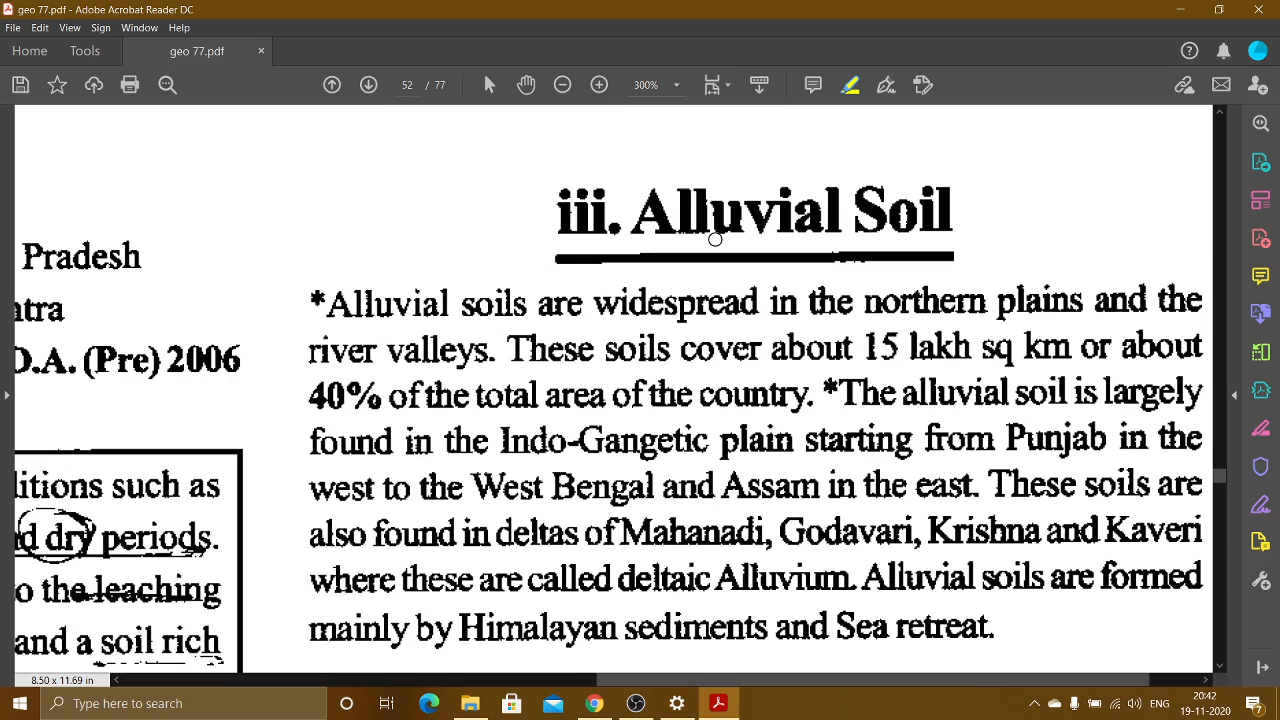 geo 77.pdf - Adobe Acrobat Reader DC
File Edit View Sign Window Help
Home Tools geo 77.pdf ×
52 / 77 300%
iii. Alluvial Soil
*Alluvial soils are widespread in the northern plains and the
river valleys. These soils cover about 15 lakh sq km or about
40% of the total area of the country. *The alluvial soil is largely
found in the Indo-Gangetic plain starting from Punjab in the
west to the West Bengal and Assam in the east. These soils are
also found in deltas of Mahanadi, Godavari, Krishna and Kaveri
where these are called deltaic Alluvium. Alluvial soils are formed
mainly by Himalayan sediments and Sea retreat.
Pradesh
ntra
O.A. (Pre) 2006
litions such as
nd dry periods.
o the leaching
and a soil rich
8.50 x 11.69 in
Type here to search
20:42
19-11-2020
7